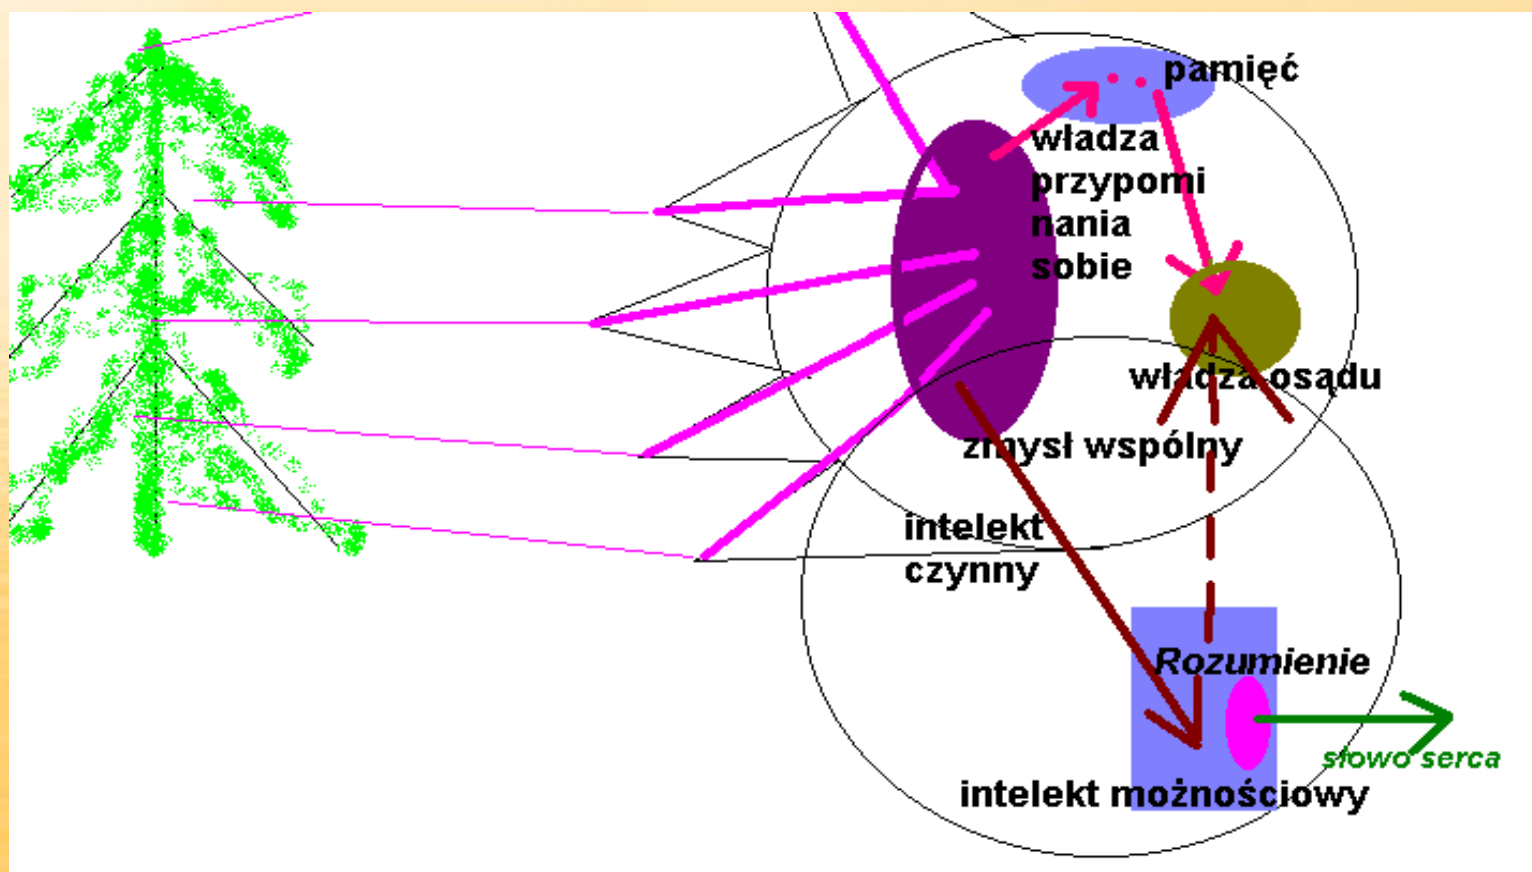 pamięć
władza
przypomi
nania
sobie
władza osądu
zmysł wspólny
intelekt
czynny
Rozumienie
słowo serca
intelekt możnościowy